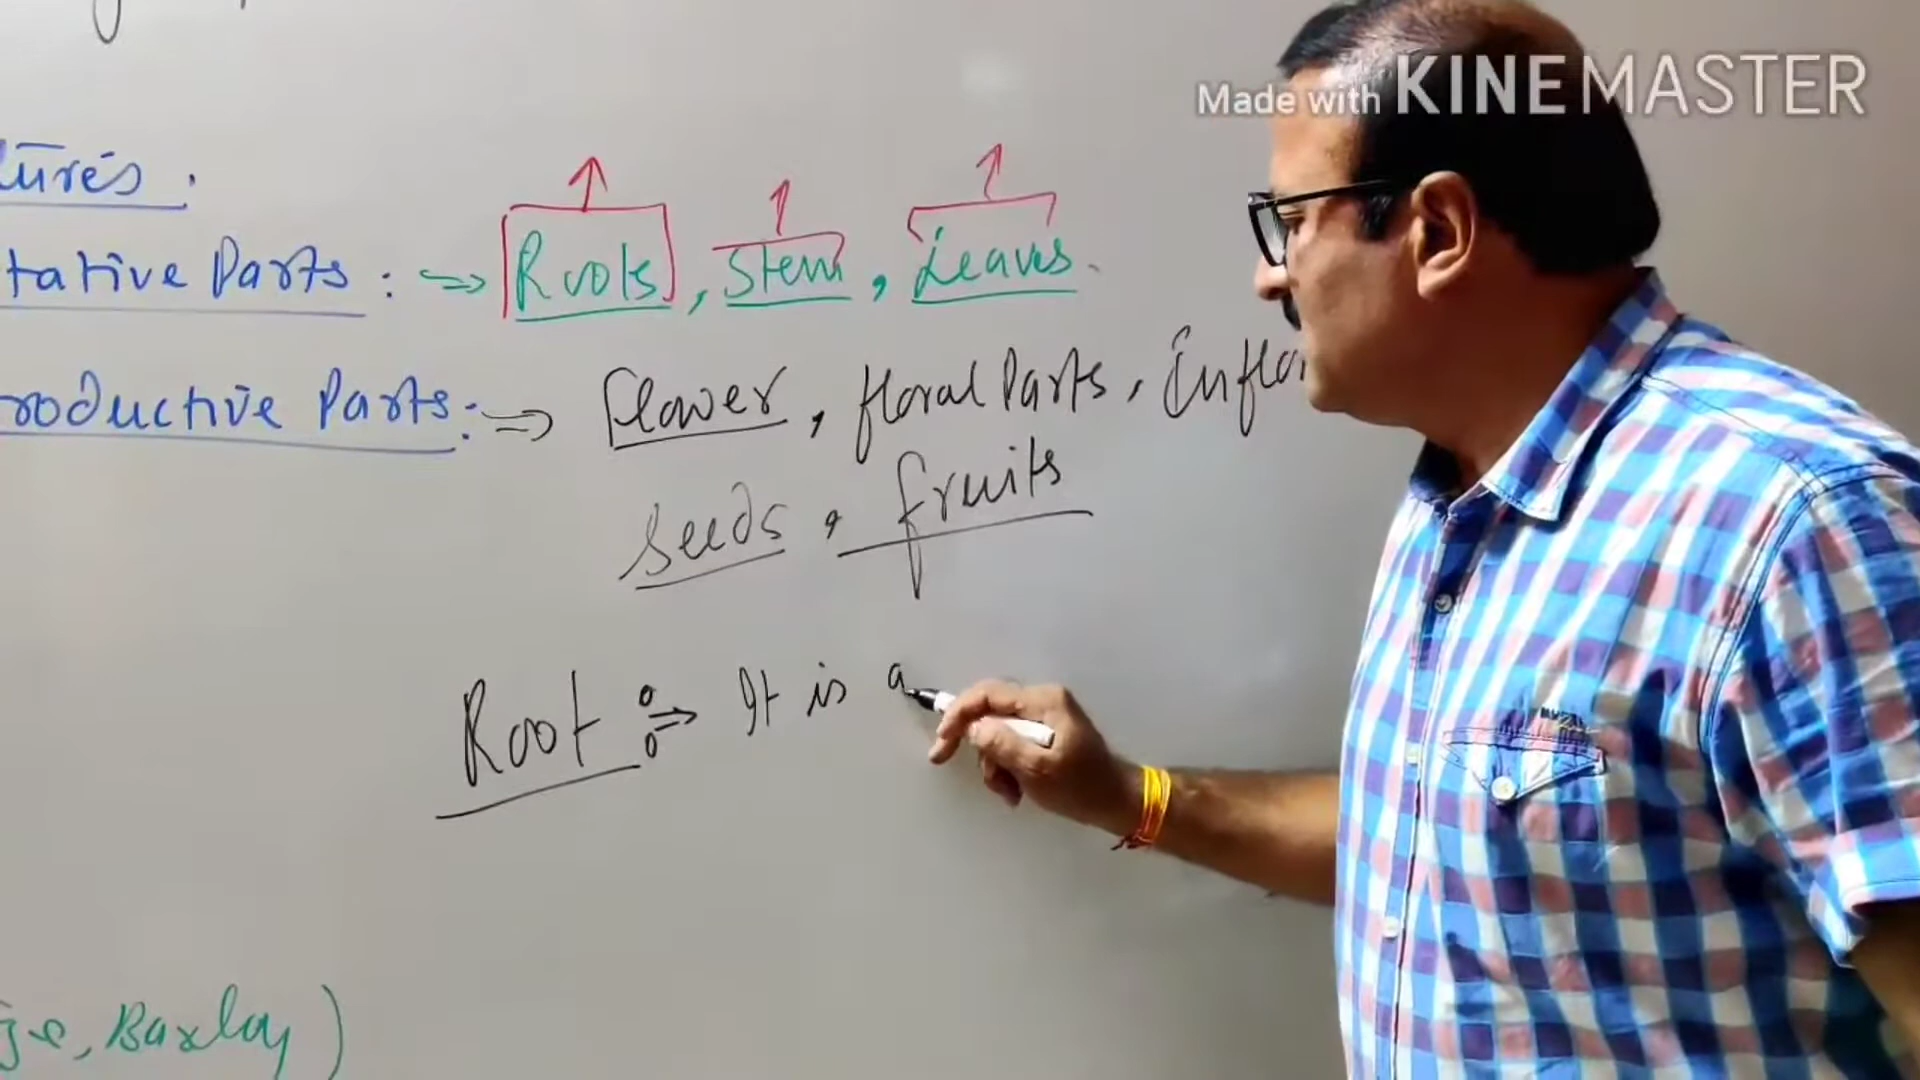 Made with KINEMASTER
tures.
tative Parts: ⇒ Roots, Stem, Leaves.
roductive Parts: ⇒ Flower, floral Parts, Inflor
seeds, fruits
Root :⇒ It is a
Barlay)